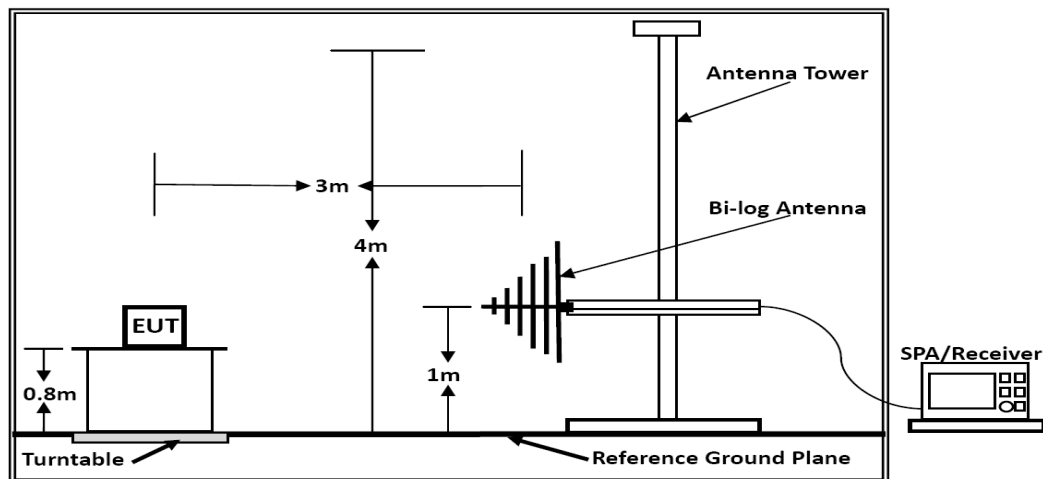 Antenna Tower
3m
Bi-log Antenna
4m
EUT
SPA/Receiver
1m
0.8m
Turntable
Reference Ground Plane